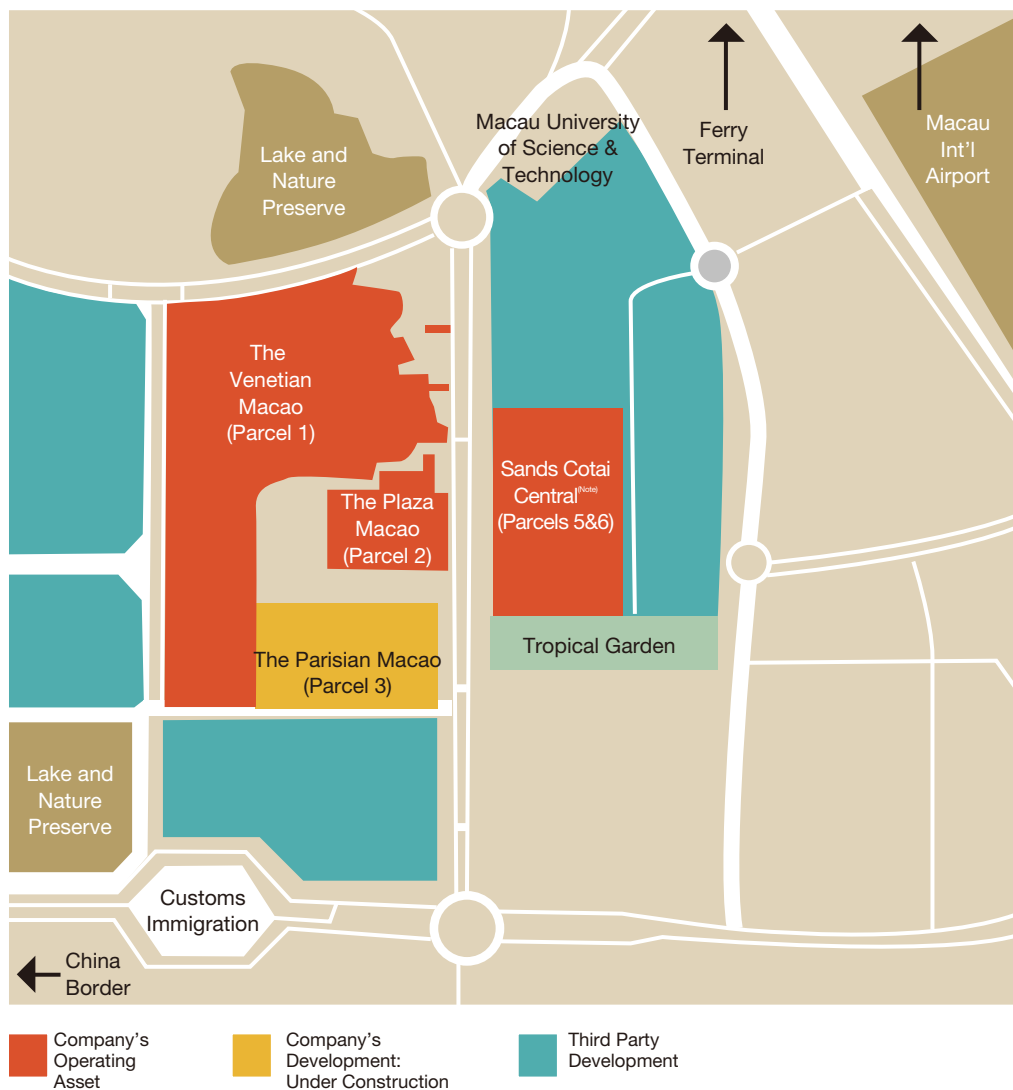 Macau University
of Science &
Technology
Ferry
Terminal
Macau
Int'l
Airport
Lake and
Nature
Preserve
The
Venetian
Macao
(Parcel 1)
The Plaza
Macao
(Parcel 2)
Sands Cotai
Central(Note)
(Parcels 5&6)
The Parisian Macao
(Parcel 3)
Tropical Garden
Lake and
Nature
Preserve
Customs
Immigration
China
Border
Company's
Operating
Asset
Company's
Development:
Under Construction
Third Party
Development